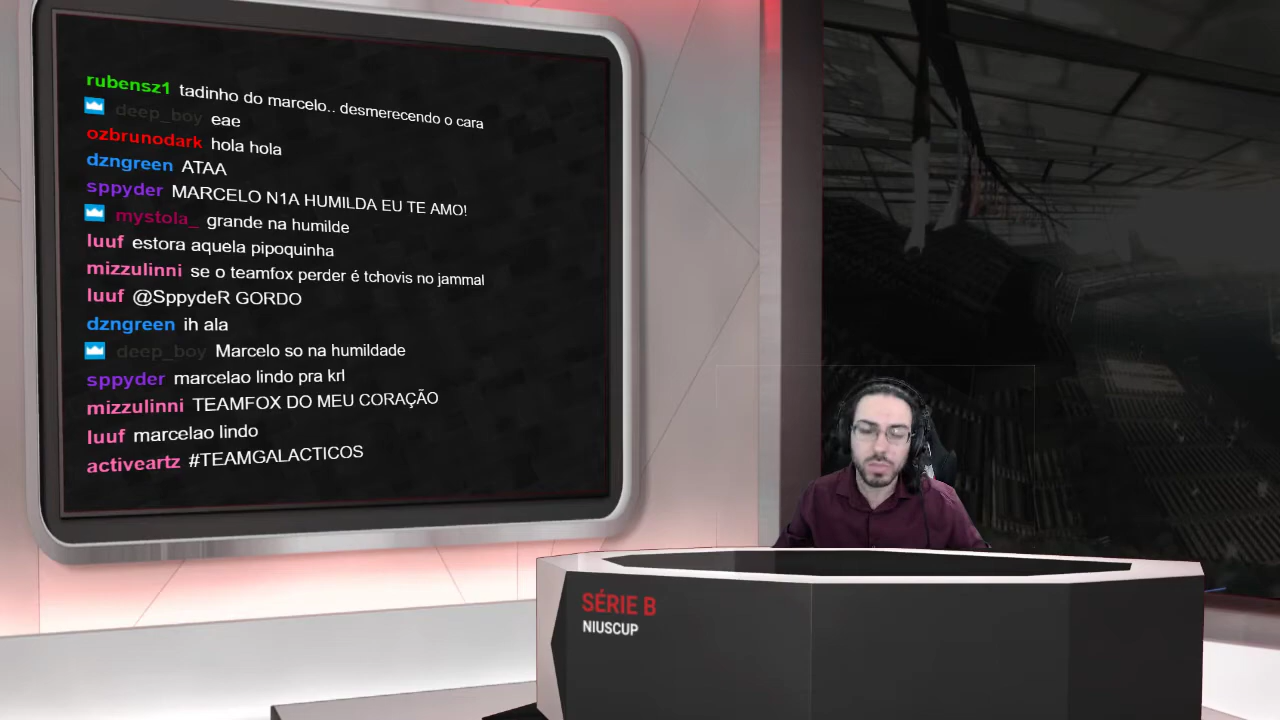 rubensz1 tadinho do marcelo.. desmerecendo o cara
deep_boy eae
ozbrunodark hola hola
dzngreen ATAA
sppyder MARCELO N1A HUMILDA EU TE AMO!
mystola_ grande na humilde
luuf estora aquela pipoquinha
mizzulinni se o teamfox perder é tchovis no jammal
luuf @SppydeR GORDO
dzngreen ih ala
deep_boy Marcelo so na humildade
sppyder marcelao lindo pra krl
mizzulinni TEAMFOX DO MEU CORAÇÃO
luuf marcelao lindo
activeartz #TEAMGALACTICOS
SÉRIE B
NIUSCUP